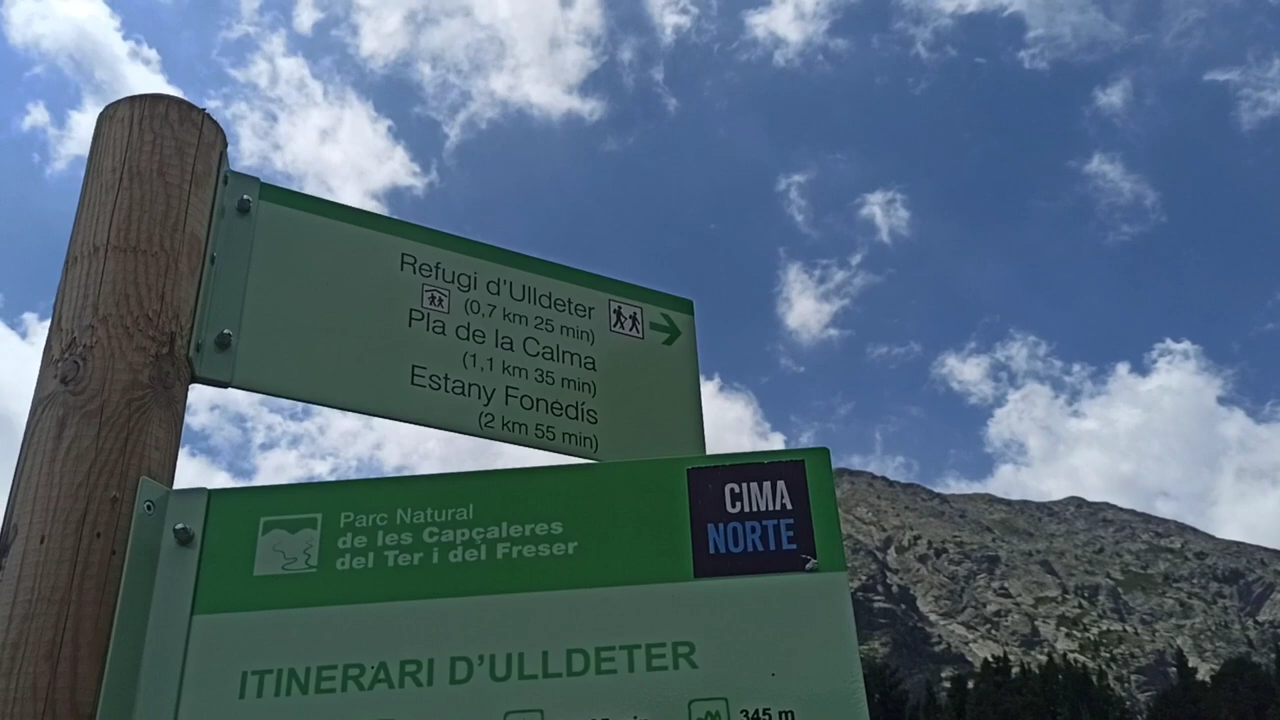 Refugi d'Ulldeter
(0,7 km 25 min)
Pla de la Calma
(1,1 km 35 min)
Estany Fonedís
(2 km 55 min)
Parc Natural
de les Capçaleres
del Ter i del Freser
CIMA
NORTE
ITINERARI D'ULLDETER
345 m